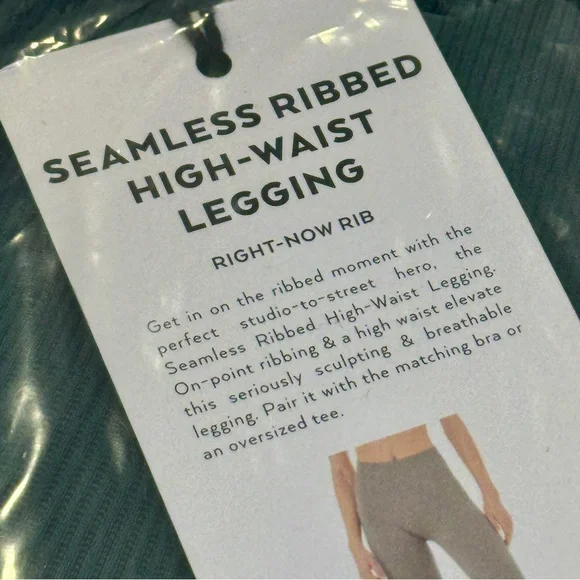 SEAMLESS RIBBED
HIGH-WAIST
LEGGING
RIGHT-NOW RIB
Get in on the ribbed moment with the
perfect studio-to-street hero, the
Seamless Ribbed High-Waist Legging.
On-point ribbing & a high waist elevate
this seriously sculpting & breathable
legging. Pair it with the matching bra or
an oversized tee.